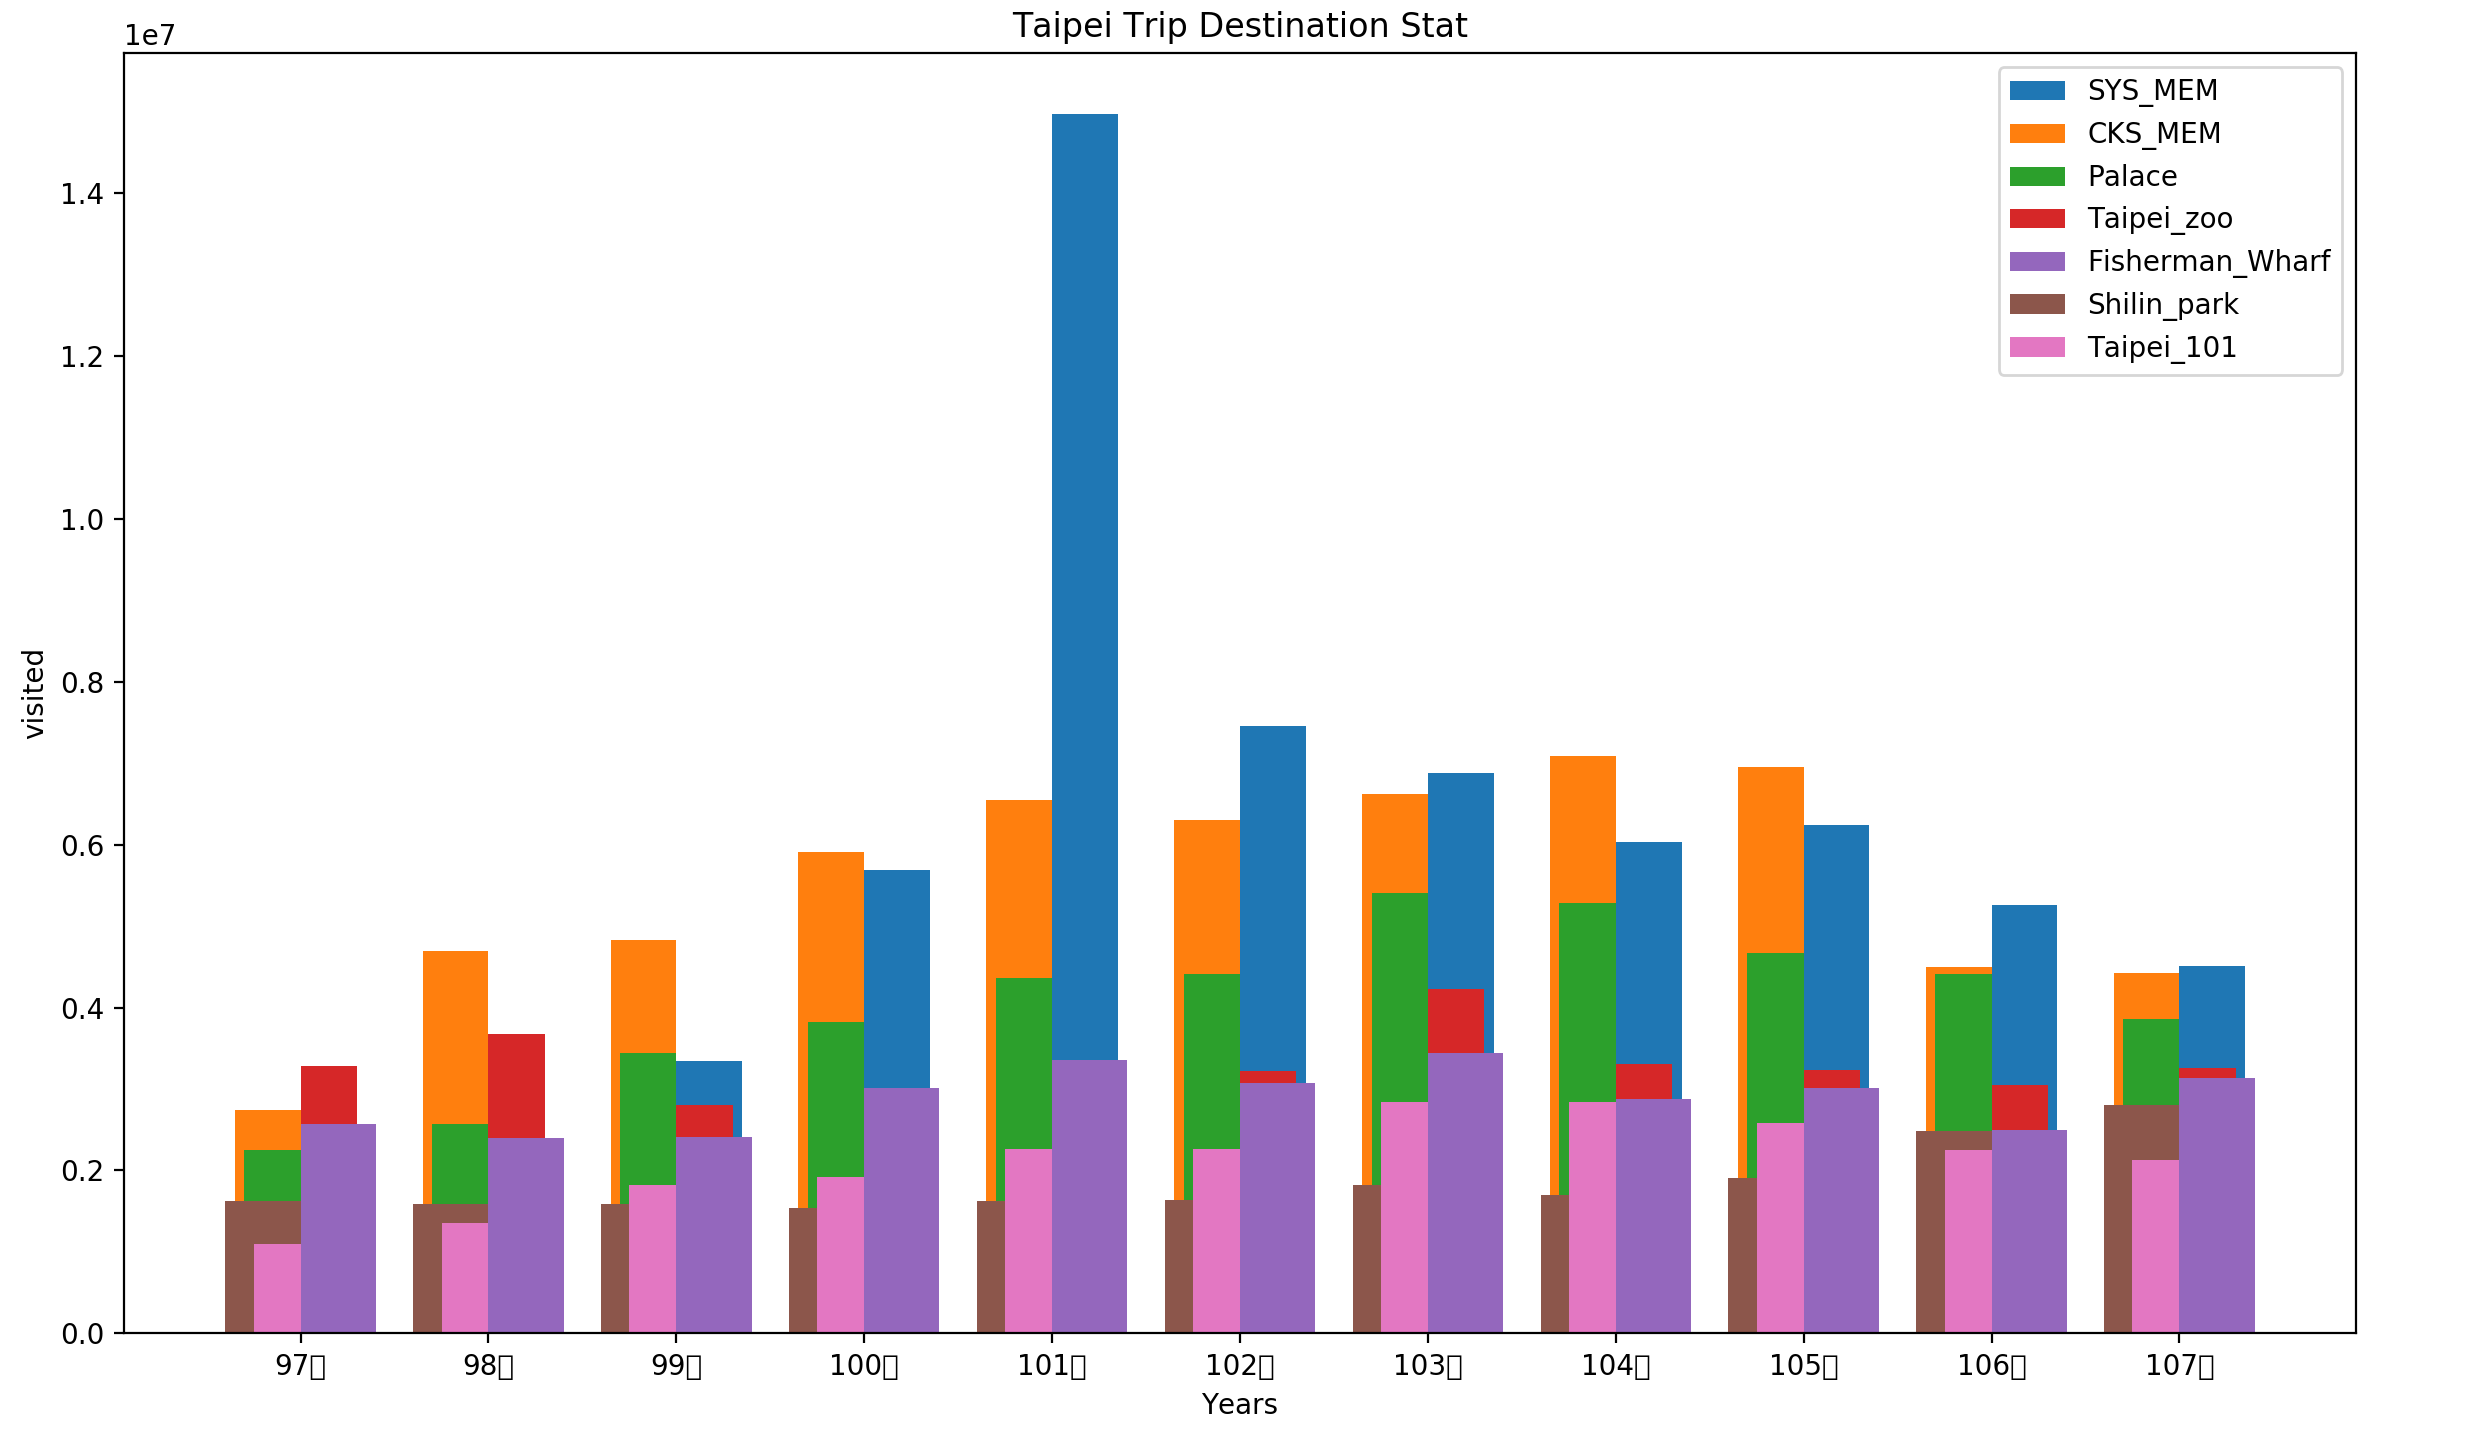 Taipei Trip Destination Stat
1e7
SYS_MEM
CKS_MEM
Palace
Taipei_zoo
Fisherman_Wharf
Shilin_park
Taipei_101
1.4
1.2
1.0
0.8
0.6
0.4
0.2
0.0
visited
97▯ 98▯ 99▯ 100▯ 101▯ 102▯ 103▯ 104▯ 105▯ 106▯ 107▯
Years